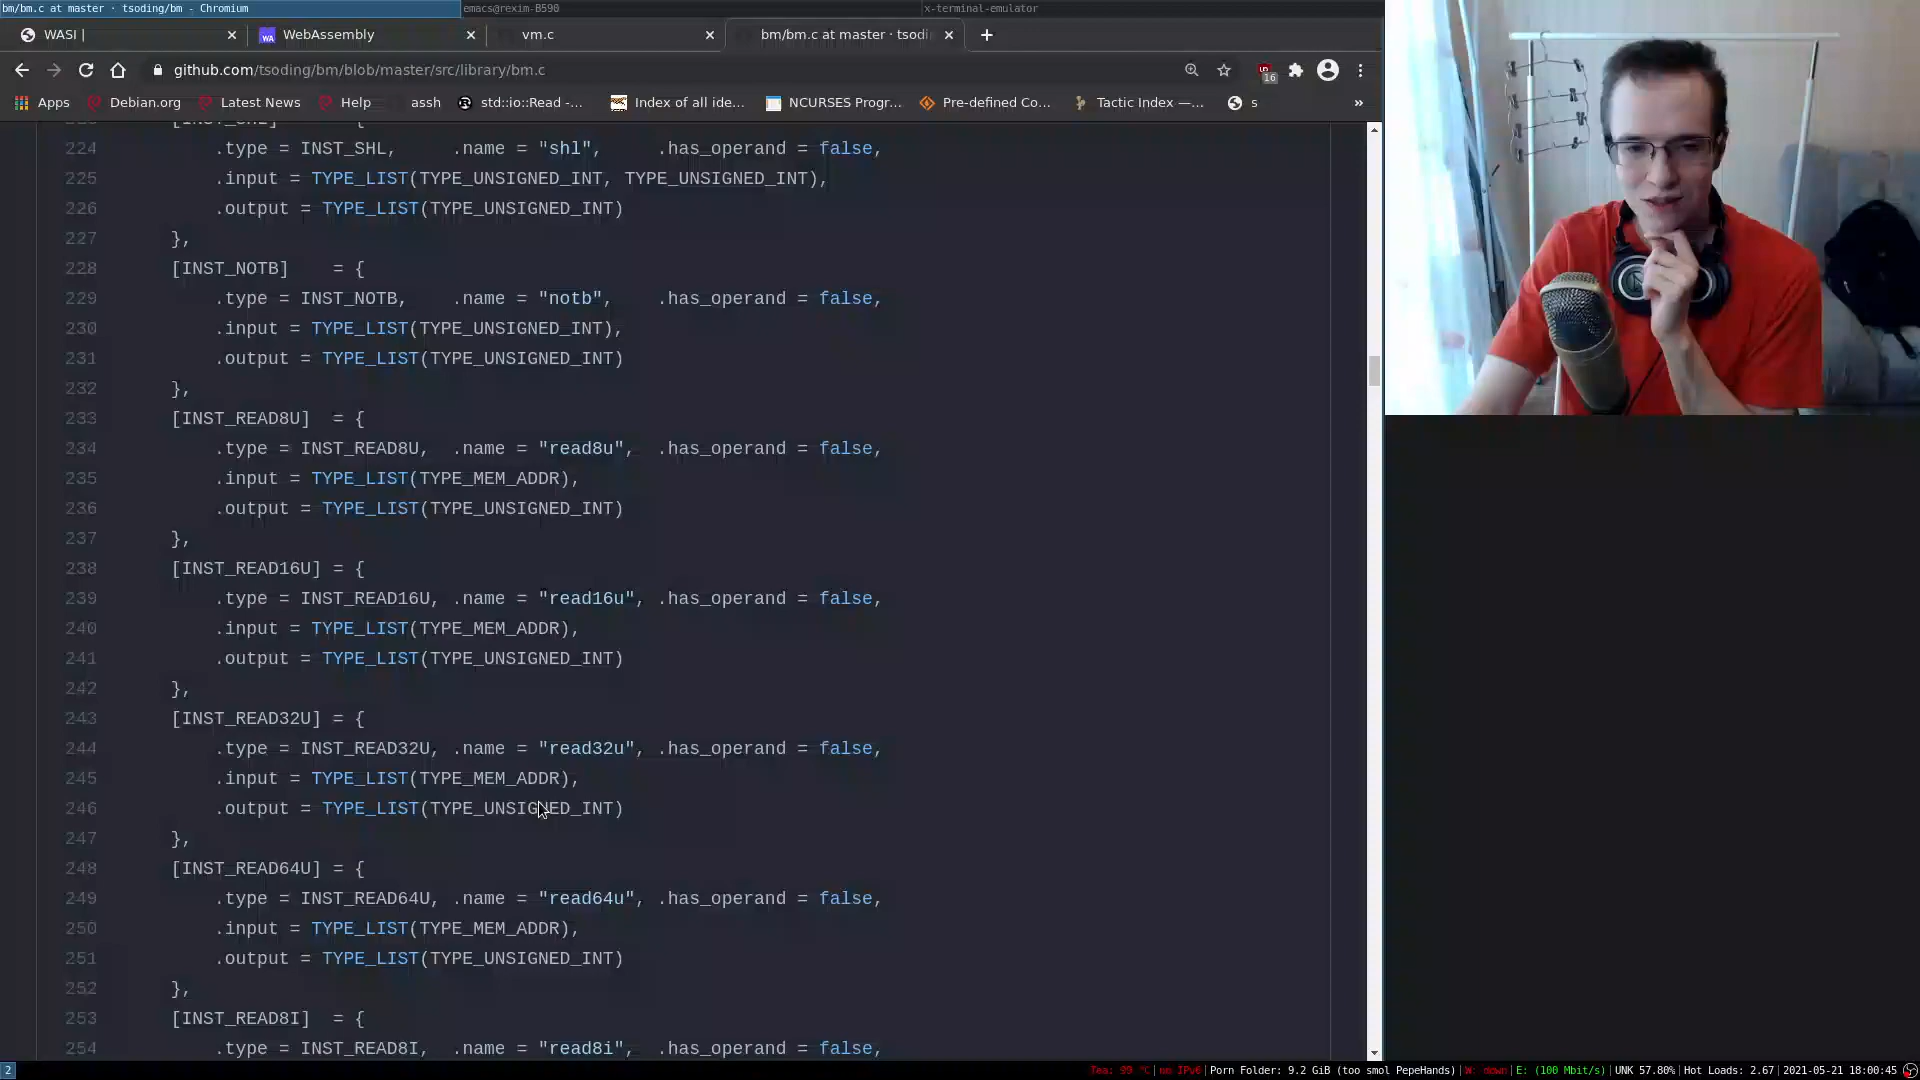 bm/bm.c at master · tsoding/bm - Chromium
emacs@rexim-B590
x-terminal-emulator
WASI |
WebAssembly
vm.c
bm/bm.c at master · tsodi
github.com/tsoding/bm/blob/master/src/library/bm.c
16
Apps
Debian.org
Latest News
Help
assh
std::io::Read -...
Index of all ide...
NCURSES Progr...
Pre-defined Co...
Tactic Index —...
s
»
224 .type = INST_SHL, .name = "shl", .has_operand = false,
225 .input = TYPE_LIST(TYPE_UNSIGNED_INT, TYPE_UNSIGNED_INT),
226 .output = TYPE_LIST(TYPE_UNSIGNED_INT)
227 },
228 [INST_NOTB] = {
229 .type = INST_NOTB, .name = "notb", .has_operand = false,
230 .input = TYPE_LIST(TYPE_UNSIGNED_INT),
231 .output = TYPE_LIST(TYPE_UNSIGNED_INT)
232 },
233 [INST_READ8U] = {
234 .type = INST_READ8U, .name = "read8u", .has_operand = false,
235 .input = TYPE_LIST(TYPE_MEM_ADDR),
236 .output = TYPE_LIST(TYPE_UNSIGNED_INT)
237 },
238 [INST_READ16U] = {
239 .type = INST_READ16U, .name = "read16u", .has_operand = false,
240 .input = TYPE_LIST(TYPE_MEM_ADDR),
241 .output = TYPE_LIST(TYPE_UNSIGNED_INT)
242 },
243 [INST_READ32U] = {
244 .type = INST_READ32U, .name = "read32u", .has_operand = false,
245 .input = TYPE_LIST(TYPE_MEM_ADDR),
246 .output = TYPE_LIST(TYPE_UNSIGNED_INT)
247 },
248 [INST_READ64U] = {
249 .type = INST_READ64U, .name = "read64u", .has_operand = false,
250 .input = TYPE_LIST(TYPE_MEM_ADDR),
251 .output = TYPE_LIST(TYPE_UNSIGNED_INT)
252 },
253 [INST_READ8I] = {
254 .type = INST_READ8I, .name = "read8i", .has_operand = false,
2
Tea: 99 °C|no IPv6|Porn Folder: 9.2 GiB (too smol PepeHands)|W: down|E: (100 Mbit/s)|UNK 57.80%|Hot Loads: 2.67|2021-05-21 18:00:45